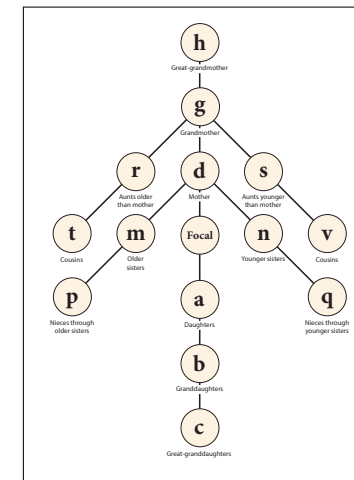 h
Great-grandmother
g
Grandmother
r
d
s
Aunts older
than mother
Mother
Aunts younger
than mother
t
m
Focal
n
v
Cousins
Older
sisters
Younger sisters
Cousins
p
a
q
Nieces through
older sisters
Daughters
Nieces through
younger sisters
b
Granddaughters
c
Great-granddaughters